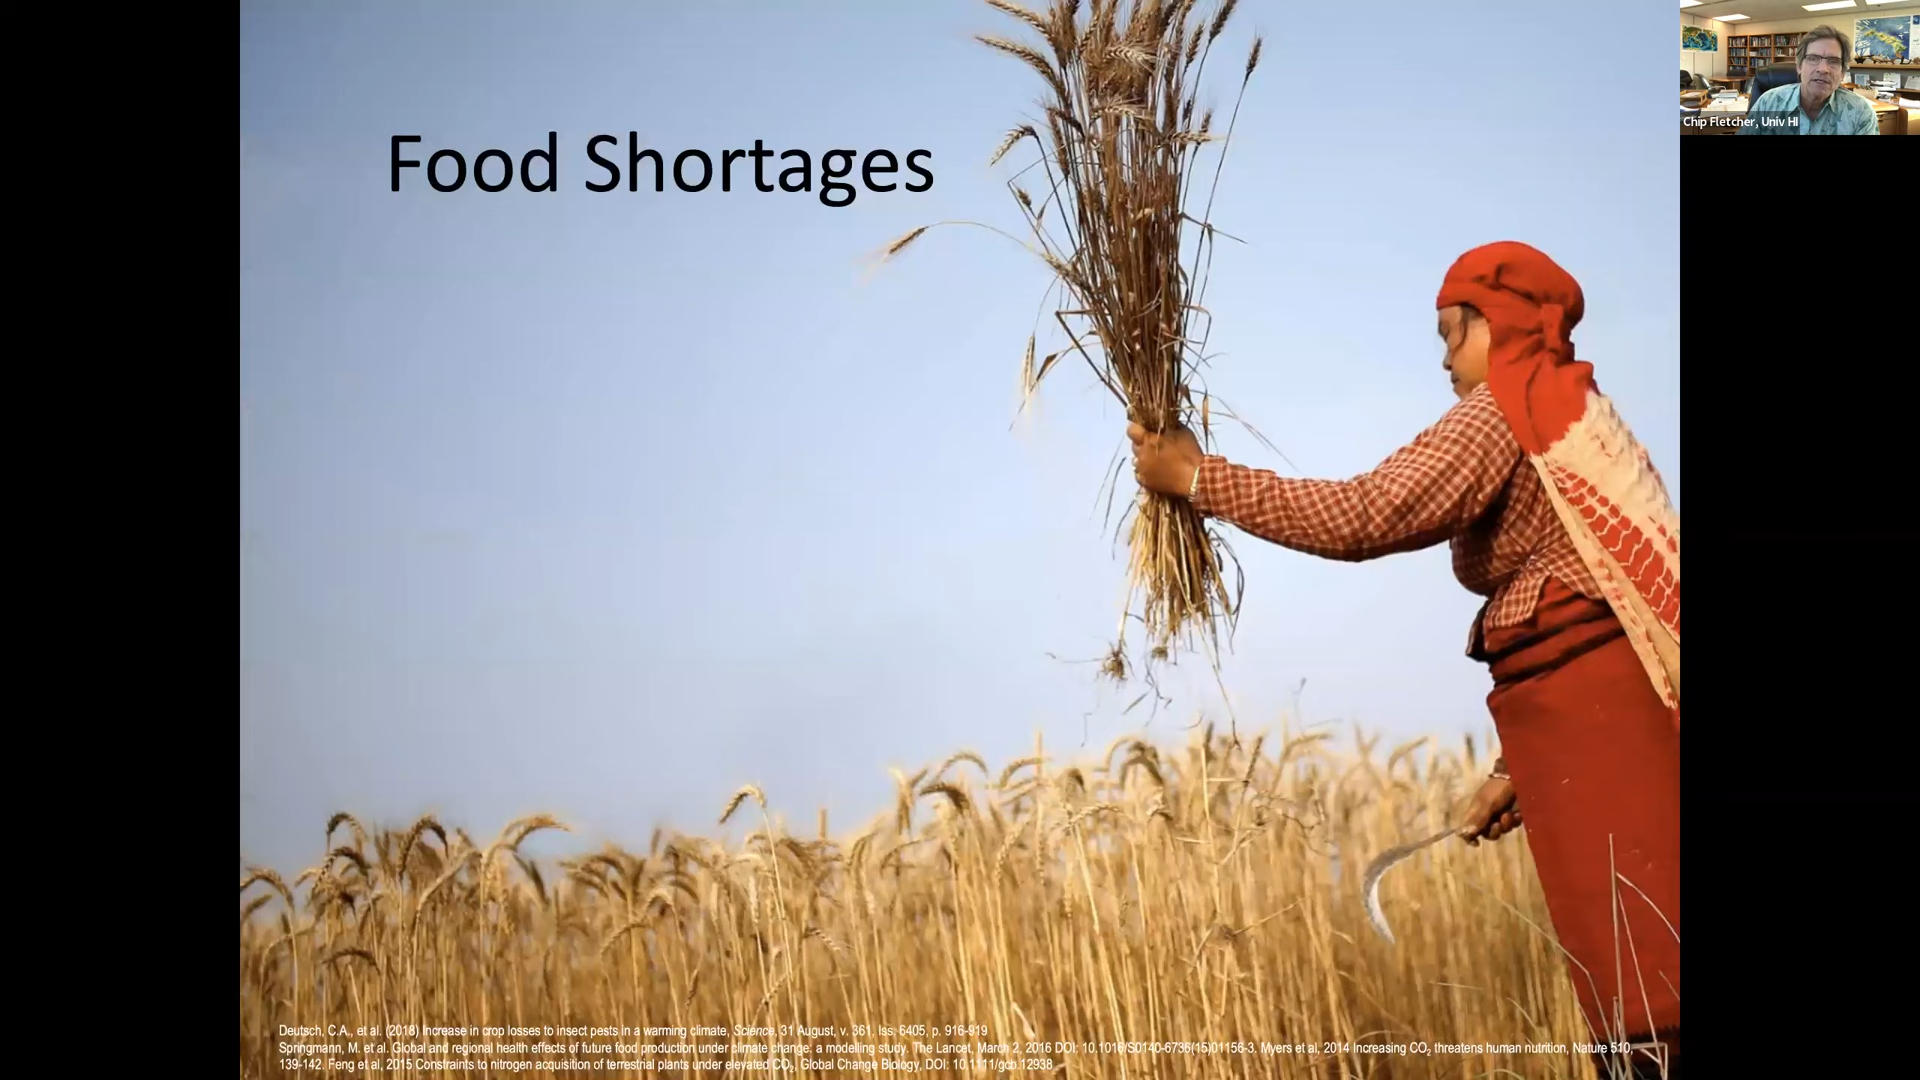 Food Shortages
Chip Fletcher, Univ HI
Deutsch, C.A., et al. (2018) Increase in crop losses to insect pests in a warming climate, Science, 31 August, v. 361, Iss. 6405, p. 916-919
Springmann, M. et al. Global and regional health effects of future food production under climate change: a modelling study. The Lancet, March 2, 2016 DOI: 10.1016/S0140-6736(15)01156-3. Myers et al, 2014 Increasing CO₂ threatens human nutrition, Nature 510,
139-142. Feng et al, 2015 Constraints to nitrogen acquisition of terrestrial plants under elevated CO₂, Global Change Biology, DOI: 10.1111/gcb.12938